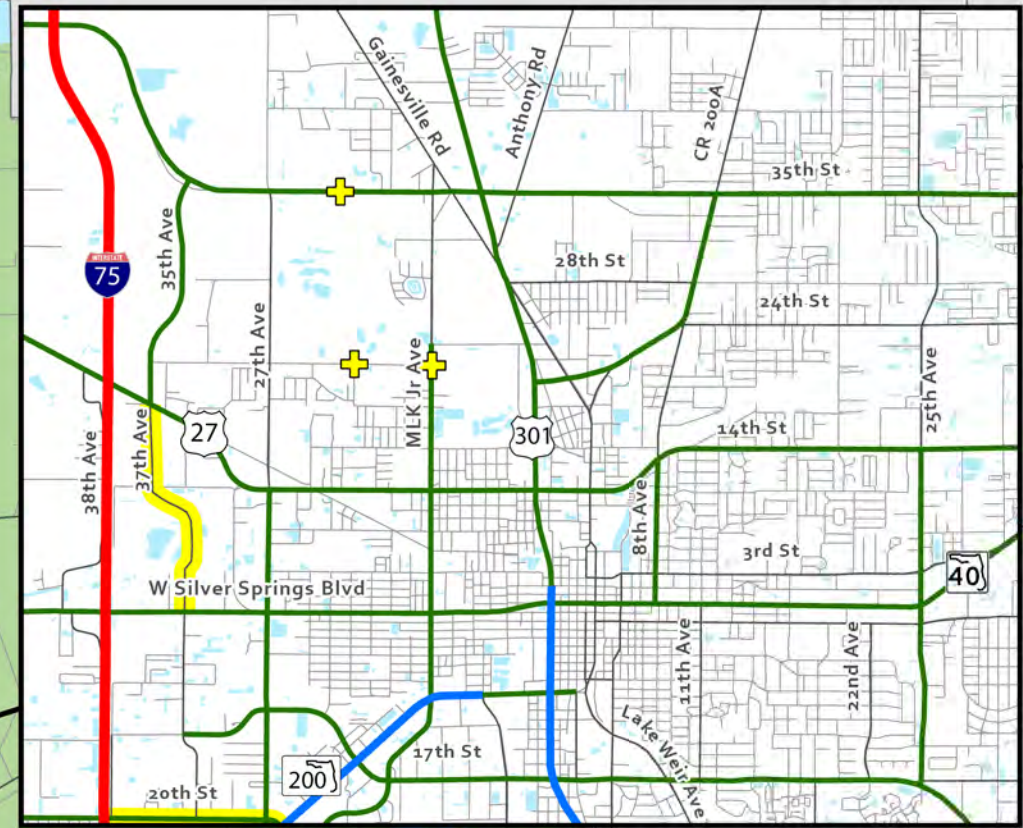 Gainesville Rd
Anthony Rd
CR 200A
35th St
35th Ave
INTERSTATE
75
28th St
24th St
27th Ave
MLK Jr Ave
25th Ave
27
301
14th St
38th Ave
37th Ave
8th Ave
3rd St
40
W Silver Springs Blvd
11th Ave
22nd Ave
Lake Weir Ave
17th St
200
20th St